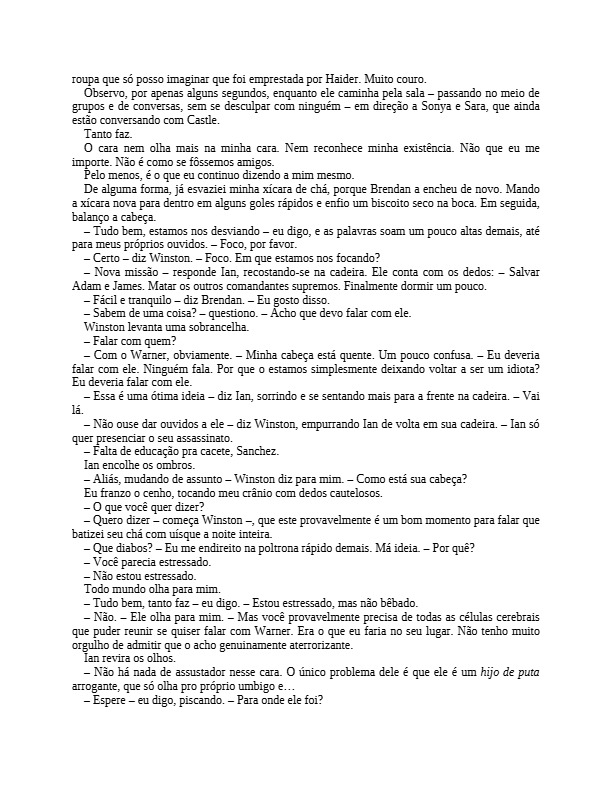 roupa que só posso imaginar que foi emprestada por Haider. Muito couro.
Observo, por apenas alguns segundos, enquanto ele caminha pela sala – passando no meio de
grupos e de conversas, sem se desculpar com ninguém – em direção a Sonya e Sara, que ainda
estão conversando com Castle.
Tanto faz.
O cara nem olha mais na minha cara. Nem reconhece minha existência. Não que eu me
importe. Não é como se fôssemos amigos.
Pelo menos, é o que eu continuo dizendo a mim mesmo.
De alguma forma, já esvaziei minha xícara de chá, porque Brendan a encheu de novo. Mando
a xícara nova para dentro em alguns goles rápidos e enfio um biscoito seco na boca. Em seguida,
balanço a cabeça.
– Tudo bem, estamos nos desviando – eu digo, e as palavras soam um pouco altas demais, até
para meus próprios ouvidos. – Foco, por favor.
– Certo – diz Winston. – Foco. Em que estamos nos focando?
– Nova missão – responde Ian, recostando-se na cadeira. Ele conta com os dedos: – Salvar
Adam e James. Matar os outros comandantes supremos. Finalmente dormir um pouco.
– Fácil e tranquilo – diz Brendan. – Eu gosto disso.
– Sabem de uma coisa? – questiono. – Acho que devo falar com ele.
Winston levanta uma sobrancelha.
– Falar com quem?
– Com o Warner, obviamente. – Minha cabeça está quente. Um pouco confusa. – Eu deveria
falar com ele. Ninguém fala. Por que o estamos simplesmente deixando voltar a ser um idiota?
Eu deveria falar com ele.
– Essa é uma ótima ideia – diz Ian, sorrindo e se sentando mais para a frente na cadeira. – Vai
lá.
– Não ouse dar ouvidos a ele – diz Winston, empurrando Ian de volta em sua cadeira. – Ian só
quer presenciar o seu assassinato.
– Falta de educação pra cacete, Sanchez.
Ian encolhe os ombros.
– Aliás, mudando de assunto – Winston diz para mim. – Como está sua cabeça?
Eu franzo o cenho, tocando meu crânio com dedos cautelosos.
– O que você quer dizer?
– Quero dizer – começa Winston –, que este provavelmente é um bom momento para falar que
batizei seu chá com uísque a noite inteira.
– Que diabos? – Eu me endireito na poltrona rápido demais. Má ideia. – Por quê?
– Você parecia estressado.
– Não estou estressado.
Todo mundo olha para mim.
– Tudo bem, tanto faz – eu digo. – Estou estressado, mas não bêbado.
– Não. – Ele olha para mim. – Mas você provavelmente precisa de todas as células cerebrais
que puder reunir se quiser falar com Warner. Era o que eu faria no seu lugar. Não tenho muito
orgulho de admitir que o acho genuinamente aterrorizante.
Ian revira os olhos.
– Não há nada de assustador nesse cara. O único problema dele é que ele é um hijo de puta
arrogante, que só olha pro próprio umbigo e…
– Espere – eu digo, piscando. – Para onde ele foi?